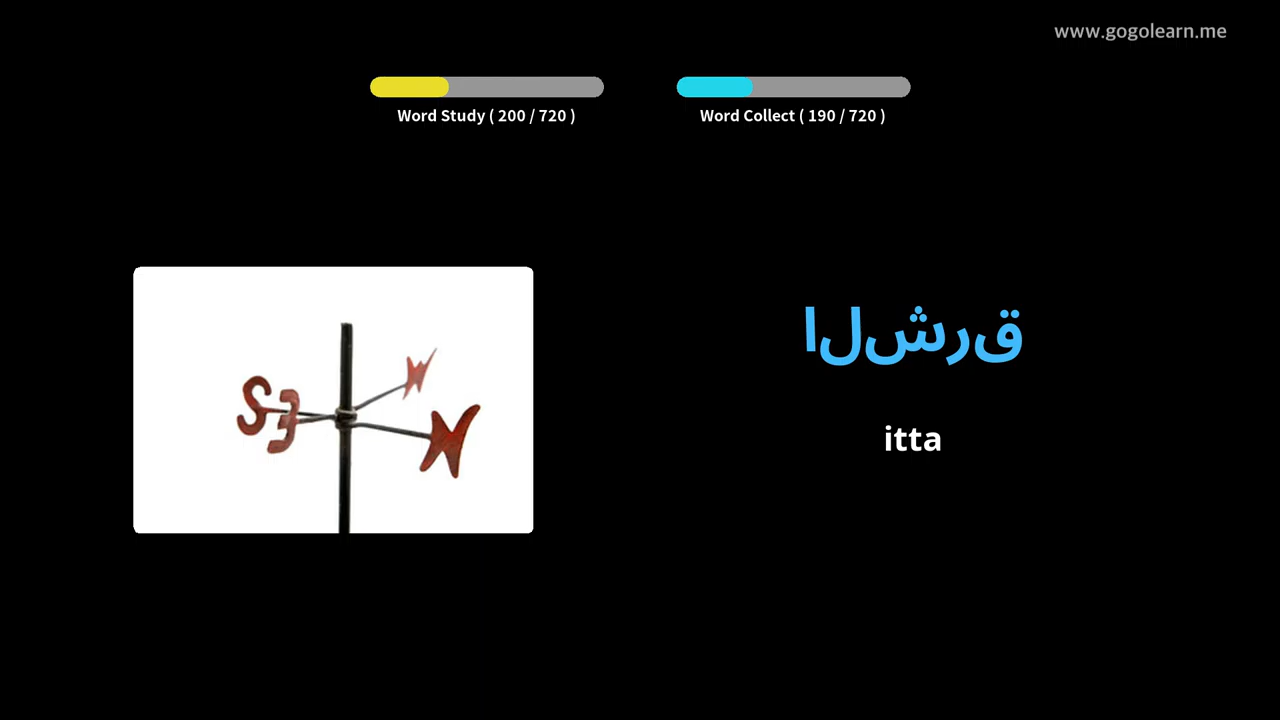 www.gogolearn.me
Word Study ( 200 / 720 )
Word Collect ( 190 / 720 )
الشرق
itta
S
E
W
N